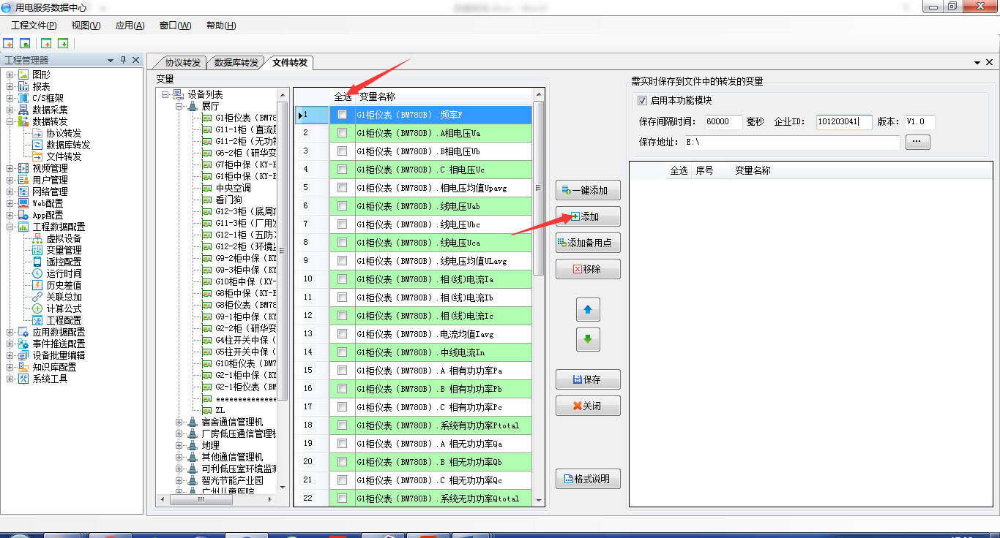 用电服务数据中心
工程文件(P) 视图(V) 应用(A) 窗口(W) 帮助(H)
工程管理器
图形
报表
C/S框架
数据采集
数据转发
协议转发
数据库转发
文件转发
视频管理
用户管理
网络管理
Web配置
App配置
工程数据配置
虚拟设备
变量管理
遥控配置
运行时间
历史差值
关联总加
计算公式
工程配置
应用数据配置
事件推送配置
设备批量编辑
知识库配置
系统工具
协议转发 数据库转发 文件转发
变量
设备列表
展厅
G1柜仪表（BM78
G11-1柜（直流屏
G11-2柜（无功补
G6-2柜（研华变
G7柜中保（KY-E
G1柜中保（KY-E
中央空调
看门狗
G12-3柜（底周减
G11-3柜（厂用发
G12-1柜（五防）
G12-2柜（环境监
G9-2柜中保（KY
G9-3柜中保（KY
G10柜中保（KY-
G8柜中保（KY-E
G8柜仪表（BM78
G9-1柜中保（KY
G2-2柜（研华变
G4柱开关中保（
G5柱开关中保（
G10柜仪表（BM7
G2-1柜中保（KY
G2-1柜仪表（BM
eeeeeeeeeeeeee
ZL
宿舍通信管理机
厂房低压通信管理机
地埋
其他通信管理机
可利低压室环境监测
智光节能产业园
广州儿童医院
全选 变量名称
1 G1柜仪表（BM780B）.频率F
2 G1柜仪表（BM780B）.A相电压Ua
3 G1柜仪表（BM780B）.B相电压Ub
4 G1柜仪表（BM780B）.C 相电压Uc
5 G1柜仪表（BM780B）.相电压均值Upavg
6 G1柜仪表（BM780B）.线电压Uab
7 G1柜仪表（BM780B）.线电压Ubc
8 G1柜仪表（BM780B）.线电压Uca
9 G1柜仪表（BM780B）.线电压均值ULavg
10 G1柜仪表（BM780B）.相(线)电流Ia
11 G1柜仪表（BM780B）.相(线)电流Ib
12 G1柜仪表（BM780B）.相(线)电流Ic
13 G1柜仪表（BM780B）.电流均值Iavg
14 G1柜仪表（BM780B）.中线电流In
15 G1柜仪表（BM780B）.A 相有功功率Pa
16 G1柜仪表（BM780B）.B 相有功功率Pb
17 G1柜仪表（BM780B）.C 相有功功率Pc
18 G1柜仪表（BM780B）.系统有功功率Ptotal
19 G1柜仪表（BM780B）.A 相无功功率Qa
20 G1柜仪表（BM780B）.B 相无功功率Qb
21 G1柜仪表（BM780B）.C 相无功功率Qc
22 G1柜仪表（BM780B）.系统无功功率Qtotal
一键添加
添加
添加备用点
移除
保存
关闭
格式说明
需实时保存到文件中的转发的变量
启用本功能模块
保存间隔时间： 60000 毫秒 企业ID： 101203041 版本： V1.0
保存地址： E:\ ...
全选 序号 变量名称